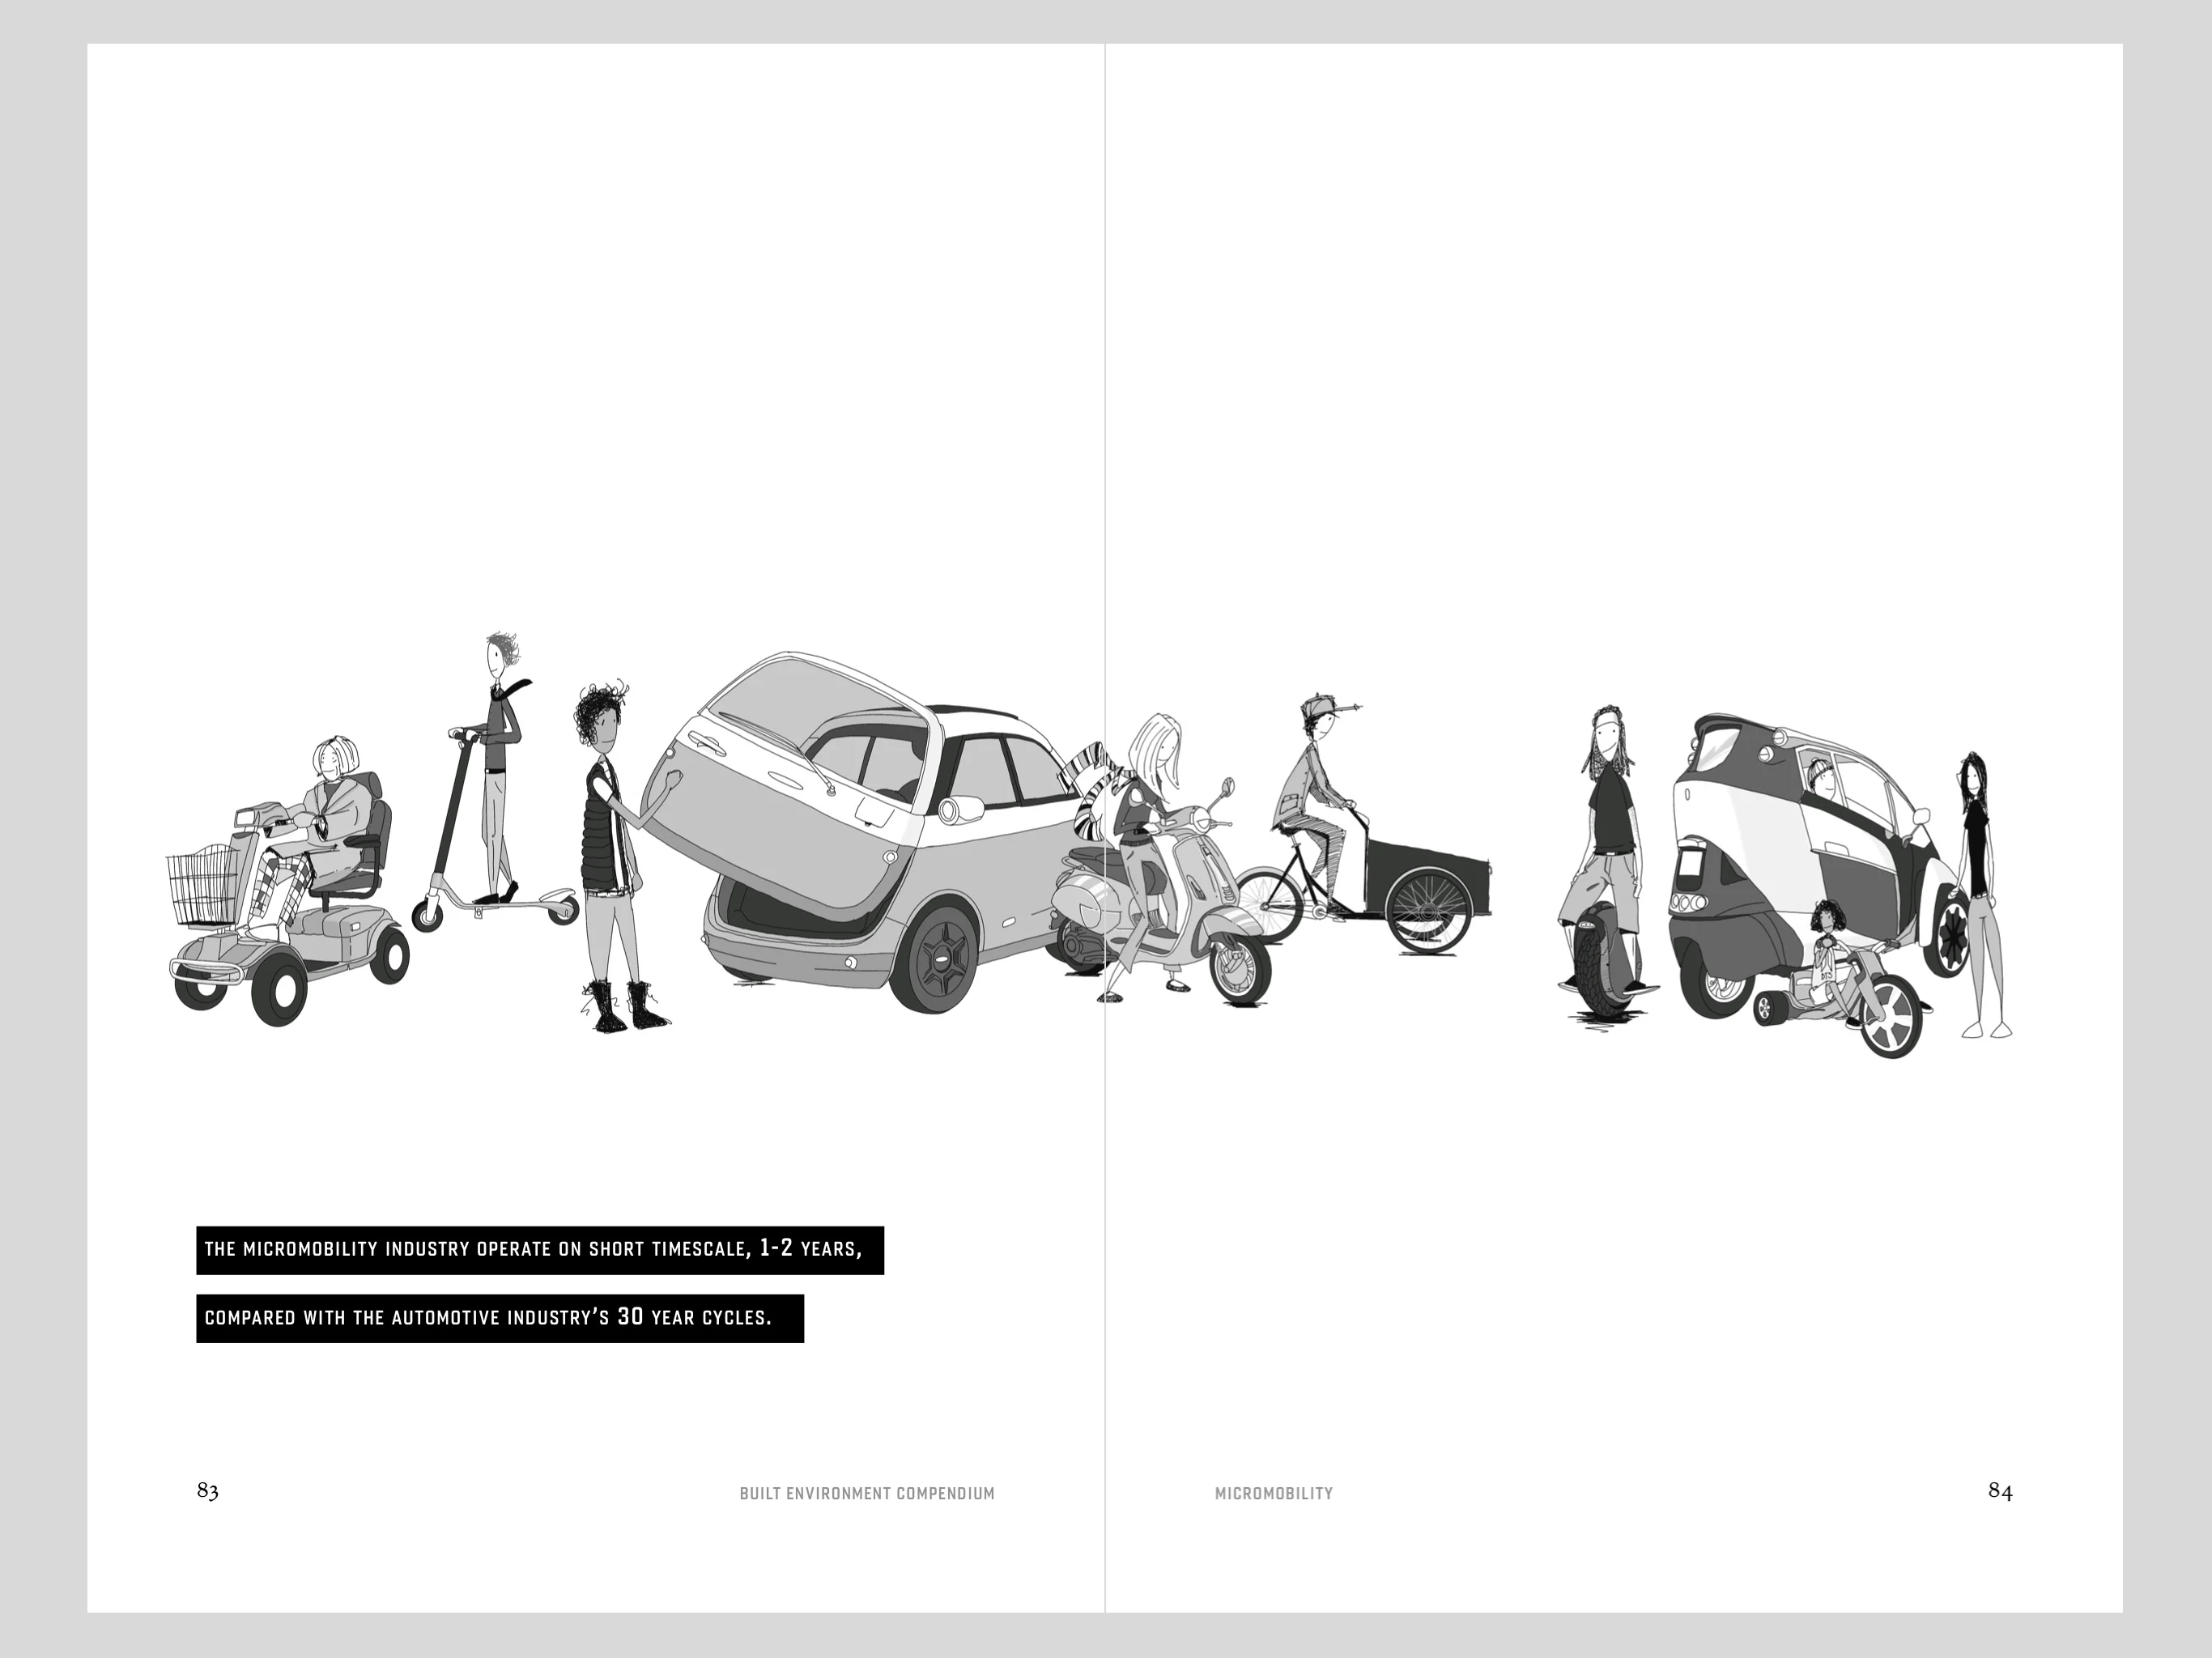 THE MICROMOBILITY INDUSTRY OPERATE ON SHORT TIMESCALE, 1-2 YEARS,
COMPARED WITH THE AUTOMOTIVE INDUSTRY'S 30 YEAR CYCLES.
83
BUILT ENVIRONMENT COMPENDIUM
MICROMOBILITY
84